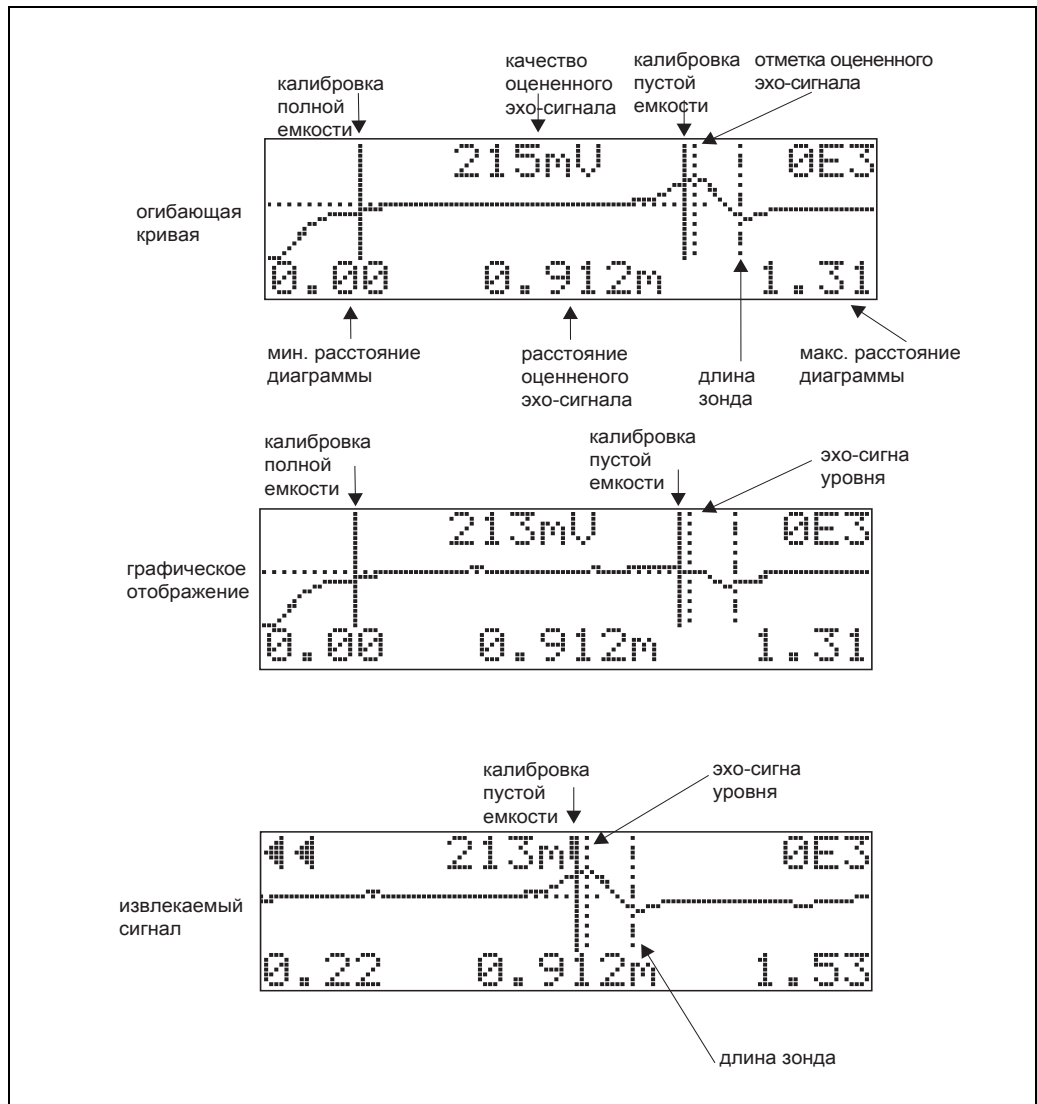 калибровка
полной
емкости
качество
оцененного
эхо-сигнала
калибровка
пустой
емкости
отметка оцененного
эхо-сигнала
215mV
0E3
огибающая
кривая
0.00
0.912m
1.31
мин. расстояние
диаграммы
расстояние
оцнненого
эхо-сигнала
длина
зонда
макс. расстояние
диаграммы
калибровка
полной
емкости
калибровка
пустой
емкости
эхо-сигна
уровня
213mV
0E3
графическое
отображение
0.00
0.912m
1.31
калибровка
пустой
емкости
эхо-сигна
уровня
213m
0E3
извлекаемый
сигнал
0.22
0.912m
1.53
длина зонда